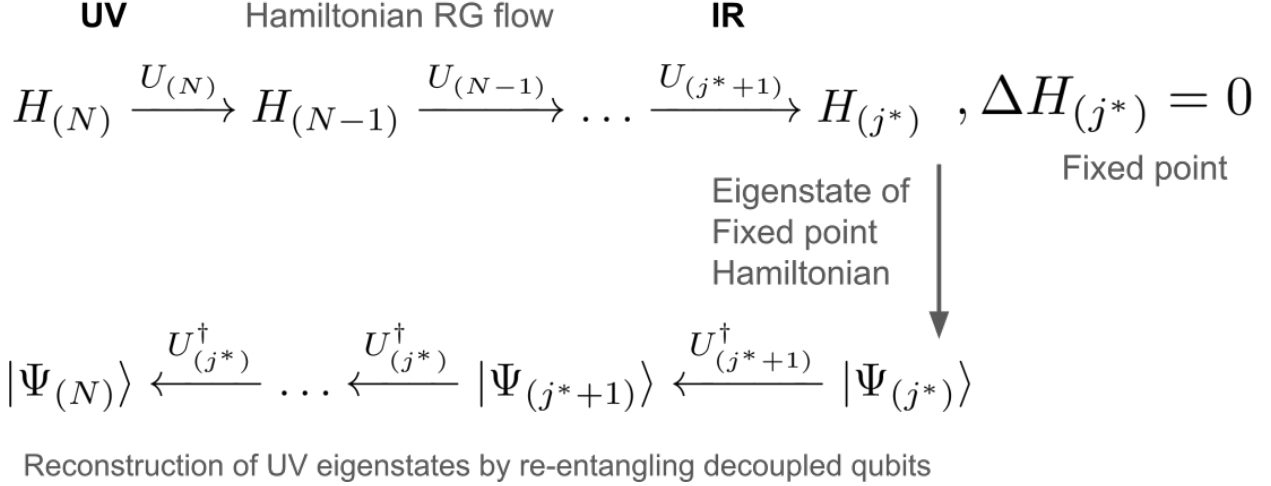 UV Hamiltonian RG flow IR
H_{(N)} \xrightarrow{U_{(N)}} H_{(N-1)} \xrightarrow{U_{(N-1)}} \dots \xrightarrow{U_{(j^*+1)}} H_{(j^*)} , \Delta H_{(j^*)} = 0
Fixed point
Eigenstate of
Fixed point
Hamiltonian
|\Psi_{(N)}\rangle \xleftarrow{U^\dagger_{(j^*)}} \dots \xleftarrow{U^\dagger_{(j^*)}} |\Psi_{(j^*+1)}\rangle \xleftarrow{U^\dagger_{(j^*+1)}} |\Psi_{(j^*)}\rangle
Reconstruction of UV eigenstates by re-entangling decoupled qubits